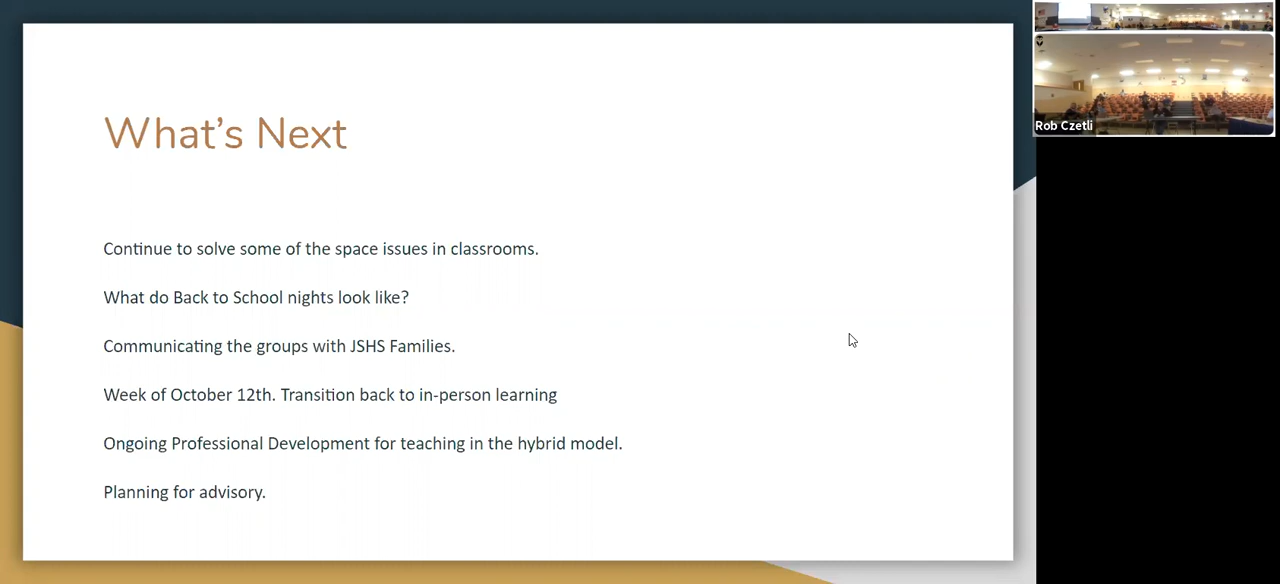 What's Next
Continue to solve some of the space issues in classrooms.
What do Back to School nights look like?
Communicating the groups with JSHS Families.
Week of October 12th. Transition back to in-person learning
Ongoing Professional Development for teaching in the hybrid model.
Planning for advisory.
Rob Czetli